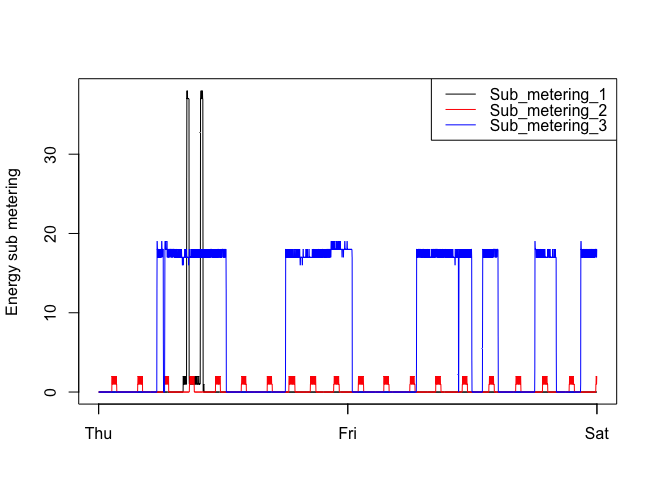 Sub_metering_1
Sub_metering_2
Sub_metering_3
Energy sub metering
30
20
10
0
Thu
Fri
Sat